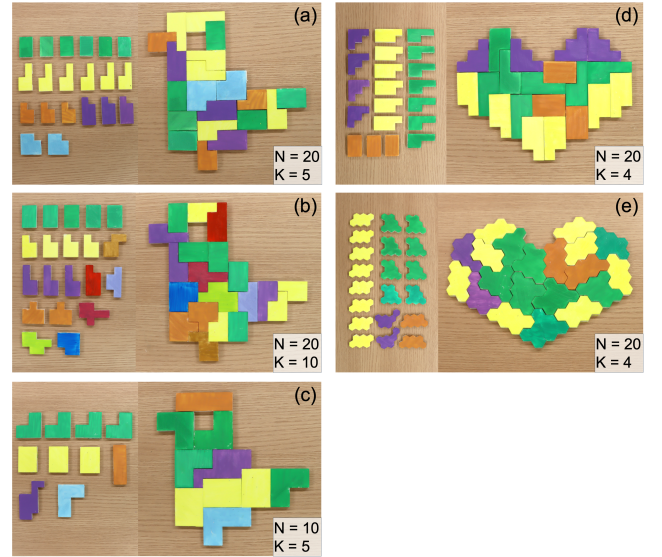 (a)
N = 20
K = 5
(b)
N = 20
K = 10
(c)
N = 10
K = 5
(d)
N = 20
K = 4
(e)
N = 20
K = 4